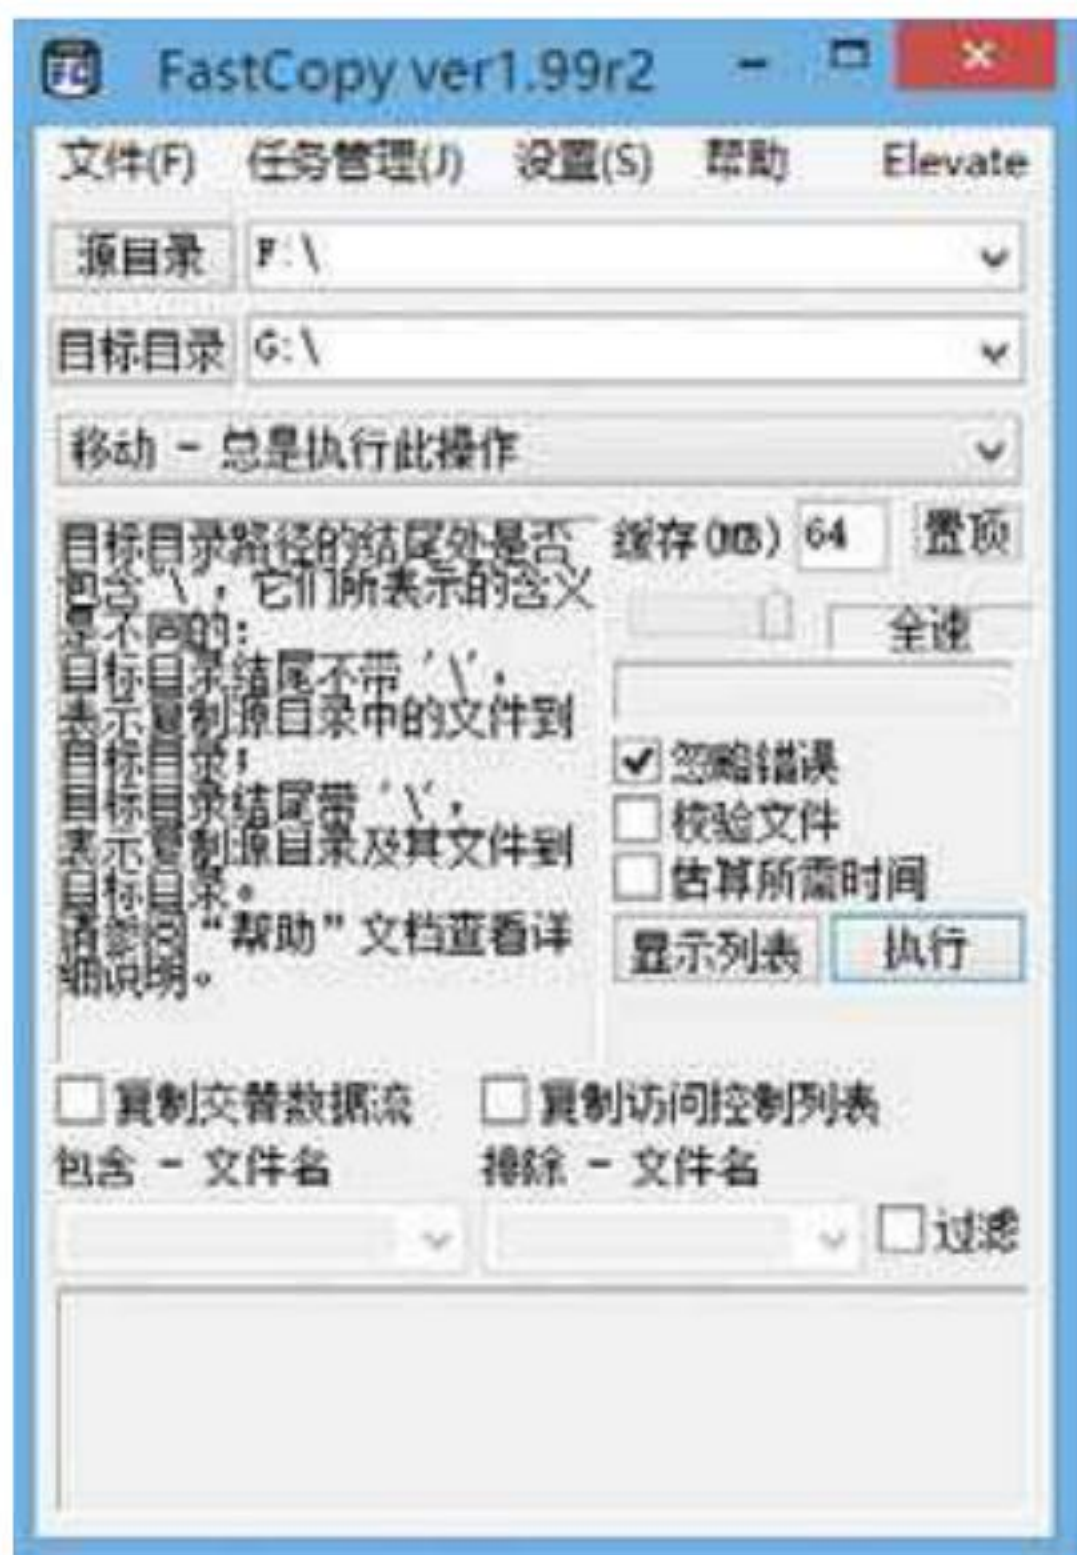 FC FastCopy ver1.99r2
文件(F) 任务管理(J) 设置(S) 帮助 Elevate
源目录 F:\
目标目录 G:\
移动 - 总是执行此操作
缓存(MB) 64 置顶
全速
目标目录路径的结尾处是否
包含'\',它们所表示的含义
是不同的:
目标目录结尾不带'\',
表示复制源目录中的文件到
目标目录;
目标目录结尾带'\',
表示复制源目录及其文件到
目标目录。
请参阅“帮助”文档查看详
细说明。
忽略错误
校验文件
估算所需时间
显示列表 执行
复制交替数据流 复制访问控制列表
包含 - 文件名 排除 - 文件名
过滤